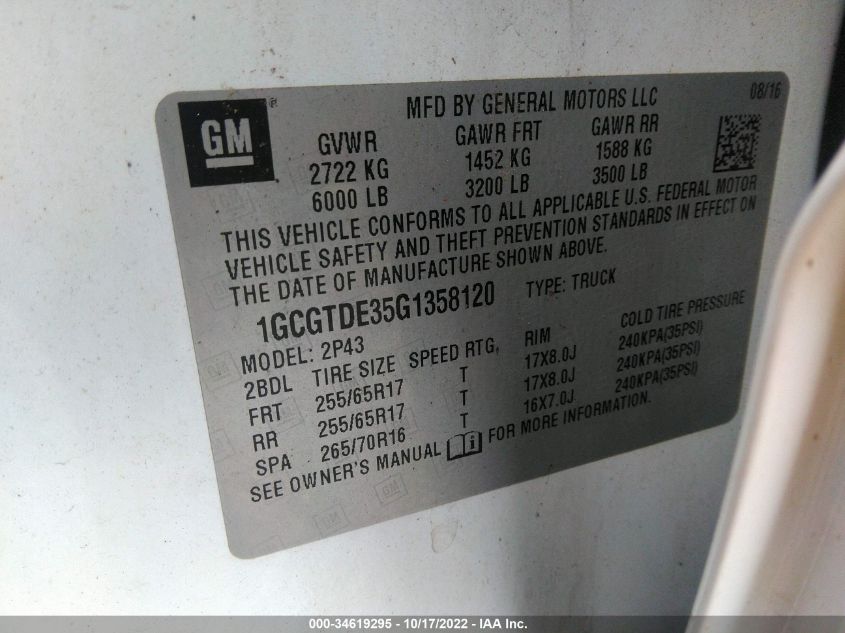 GM®
MFD BY GENERAL MOTORS LLC
08/16
GVWR GAWR FRT GAWR RR
2722 KG 1452 KG 1588 KG
6000 LB 3200 LB 3500 LB
THIS VEHICLE CONFORMS TO ALL APPLICABLE U.S. FEDERAL MOTOR
VEHICLE SAFETY AND THEFT PREVENTION STANDARDS IN EFFECT ON
THE DATE OF MANUFACTURE SHOWN ABOVE.
1GCGTDE35G1358120 TYPE: TRUCK
MODEL: 2P43
2BDL TIRE SIZE SPEED RTG, RIM COLD TIRE PRESSURE
FRT 255/65R17 T 17X8.0J 240KPA(35PSI)
RR 255/65R17 T 17X8.0J 240KPA(35PSI)
SPA 265/70R16 T 16X7.0J 240KPA(35PSI)
SEE OWNER'S MANUAL FOR MORE INFORMATION.
000-34619295 - 10/17/2022 - IAA Inc.